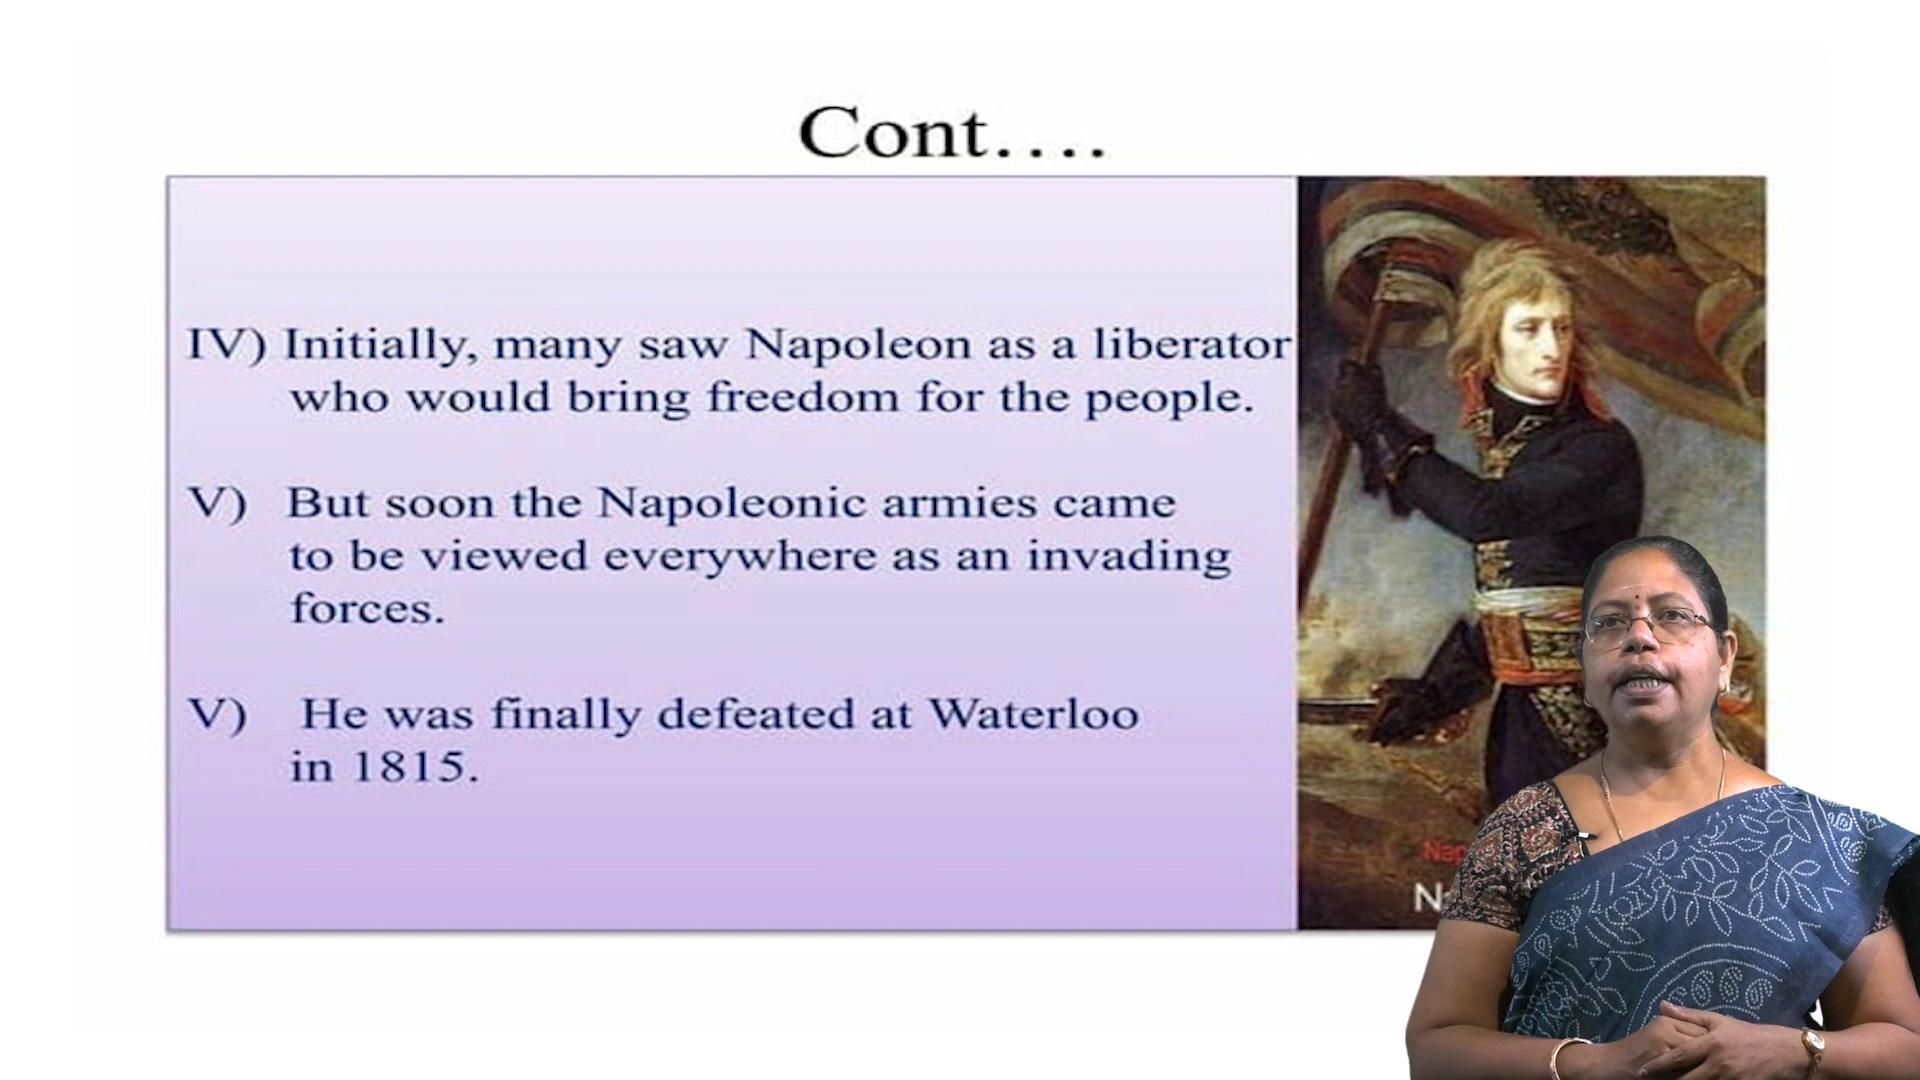 Cont....
IV) Initially, many saw Napoleon as a liberator
who would bring freedom for the people.
V) But soon the Napoleonic armies came
to be viewed everywhere as an invading
forces.
V) He was finally defeated at Waterloo
in 1815.